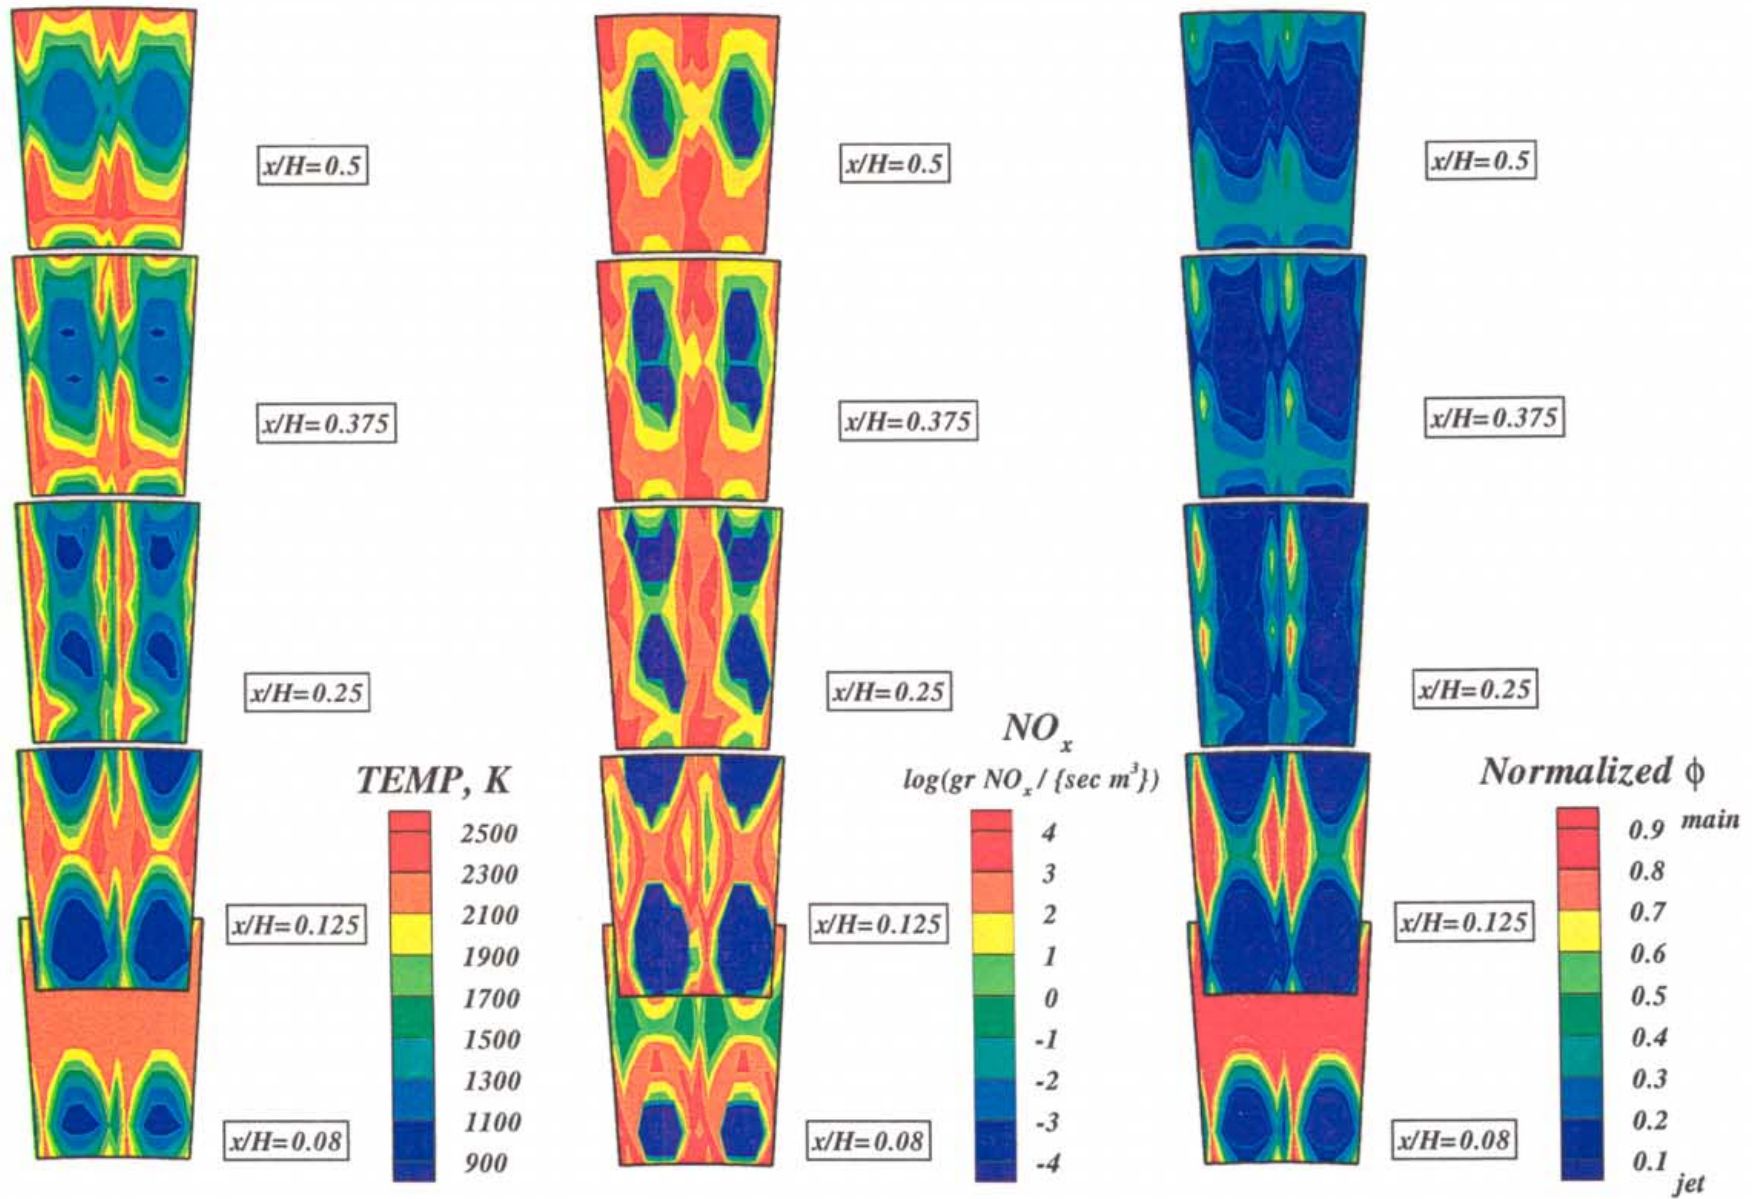 x/H=0.5
x/H=0.5
x/H=0.5
x/H=0.375
x/H=0.375
x/H=0.375
x/H=0.25
x/H=0.25
x/H=0.25
x/H=0.125
x/H=0.125
x/H=0.125
x/H=0.08
x/H=0.08
x/H=0.08
TEMP, K
2500
2300
2100
1900
1700
1500
1300
1100
900
NOₓ
log(gr NOₓ / {sec m³})
4
3
2
1
0
-1
-2
-3
-4
Normalized ϕ
0.9 main
0.8
0.7
0.6
0.5
0.4
0.3
0.2
0.1
jet